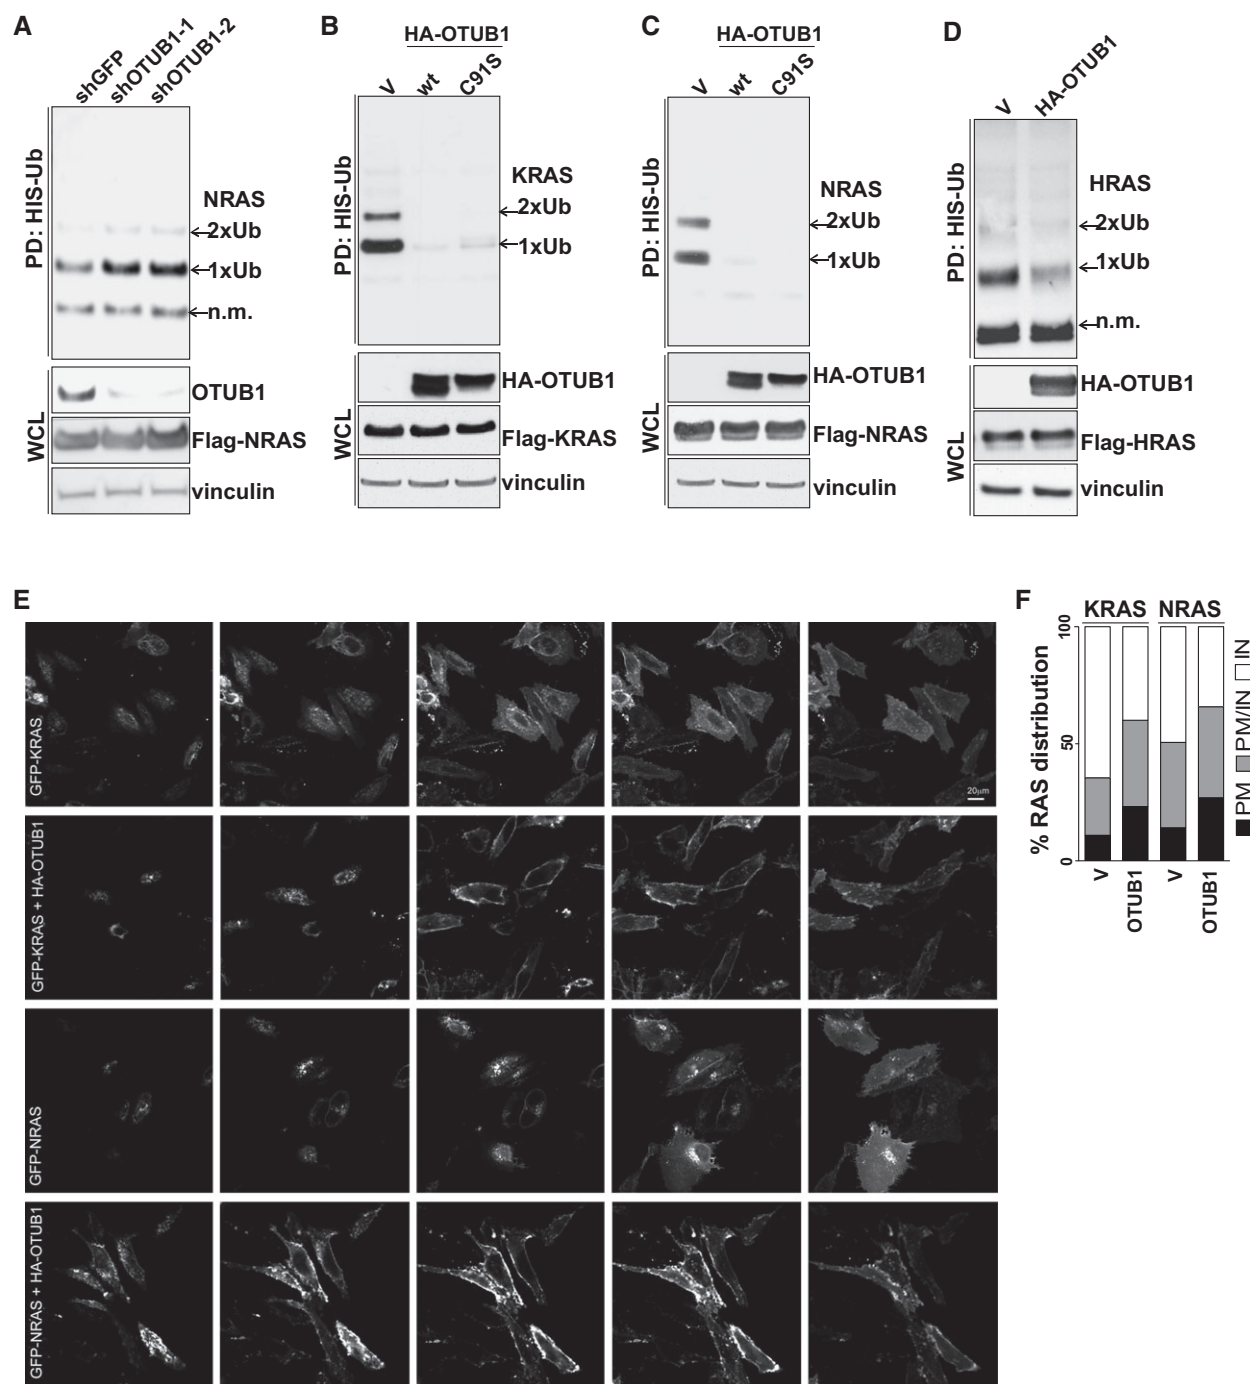 A
shGFP
shOTUB1-1
shOTUB1-2
PD: HIS-Ub
NRAS
2xUb
1xUb
n.m.
WCL
OTUB1
Flag-NRAS
vinculin
B
HA-OTUB1
V
wt
C91S
PD: HIS-Ub
KRAS
2xUb
1xUb
WCL
HA-OTUB1
Flag-KRAS
vinculin
C
HA-OTUB1
V
wt
C91S
PD: HIS-Ub
NRAS
2xUb
1xUb
WCL
HA-OTUB1
Flag-NRAS
vinculin
D
V
HA-OTUB1
PD: HIS-Ub
HRAS
2xUb
1xUb
n.m.
WCL
HA-OTUB1
Flag-HRAS
vinculin
E
GFP-KRAS
20µm
GFP-KRAS + HA-OTUB1
GFP-NRAS
GFP-NRAS + HA-OTUB1
F
KRAS NRAS
% RAS distribution
100
50
0
V
OTUB1
V
OTUB1
PM PM/IN IN